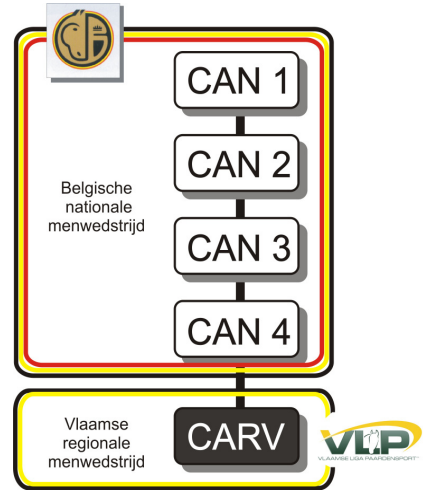 CAN 1
CAN 2
Belgische
nationale
menwedstrijd
CAN 3
CAN 4
Vlaamse
regionale
menwedstrijd
CARV
VLP
VLAAMSE LIGA PAARDENSPORT